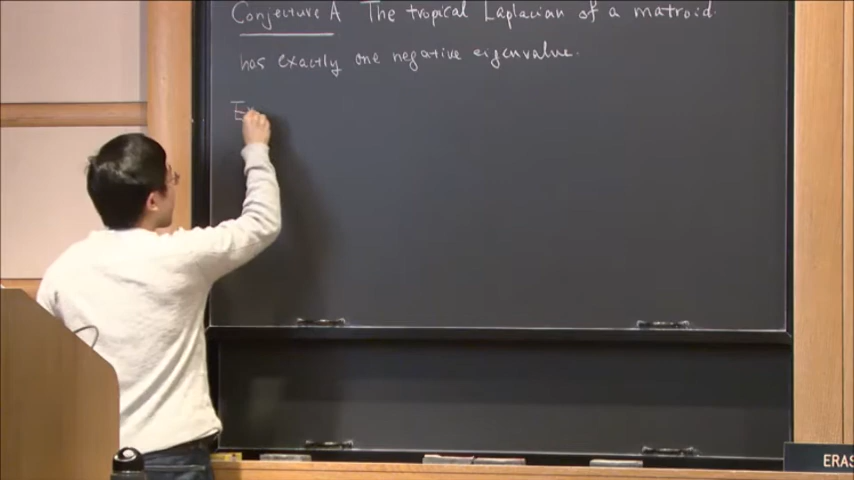 Conjecture A The tropical Laplacian of a matroid.
has exactly one negative eigenvalue.
E
ERAS